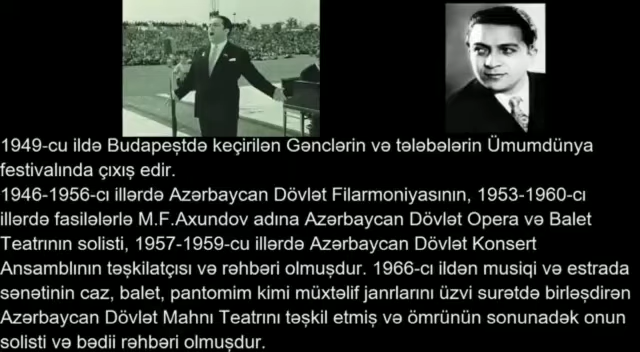 1949-cu ildə Budapeştdə keçirilən Gənclərin və tələbələrin Ümumdünya
festivalında çıxış edir.
1946-1956-cı illərdə Azərbaycan Dövlət Filarmoniyasının, 1953-1960-cı
illərdə fasilələrlə M.F.Axundov adına Azərbaycan Dövlət Opera və Balet
Teatrının solisti, 1957-1959-cu illərdə Azərbaycan Dövlət Konsert
Ansamblının təşkilatçısı və rəhbəri olmuşdur. 1966-cı ildən musiqi və estrada
sənətinin caz, balet, pantomim kimi müxtəlif janrlarını üzvi surətdə birləşdirən
Azərbaycan Dövlət Mahnı Teatrını təşkil etmiş və ömrünün sonunadək onun
solisti və bədii rəhbəri olmuşdur.